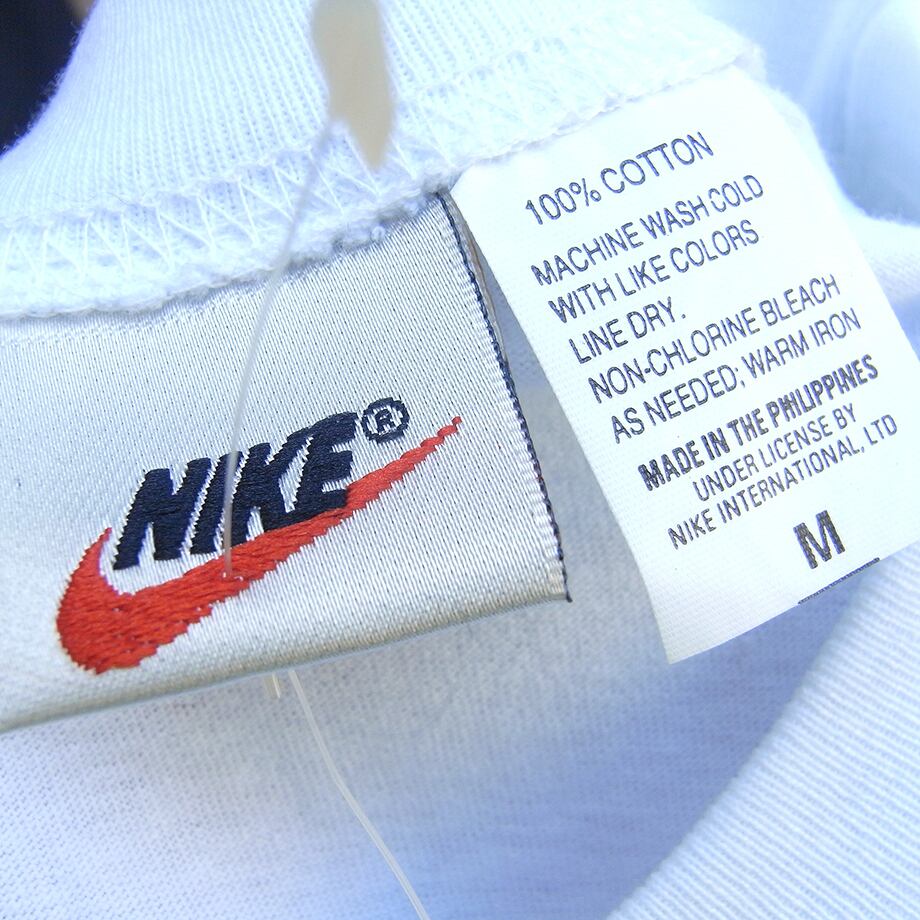 NIKE®
100% COTTON
MACHINE WASH COLD
WITH LIKE COLORS
LINE DRY.
NON-CHLORINE BLEACH
AS NEEDED; WARM IRON
MADE IN THE PHILIPPINES
UNDER LICENSE BY
NIKE INTERNATIONAL, LTD
M